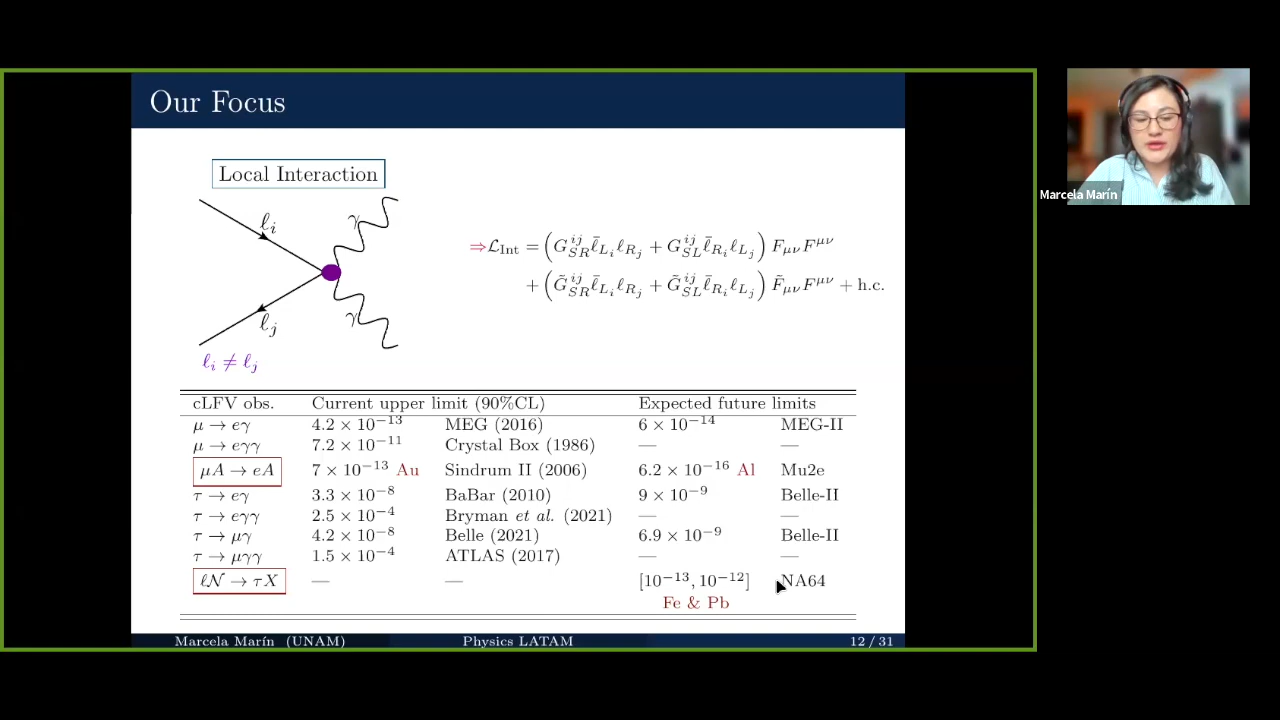 Our Focus
Local Interaction
ℓ_i
γ
ℓ_j
γ
ℓ_i ≠ ℓ_j
⇒ℒ_Int = (G_{SR}^{ij} ℓ̄_{L_i} ℓ_{R_j} + G_{SL}^{ij} ℓ̄_{R_i} ℓ_{L_j}) F_{μν} F^{μν}
+ (G̃_{SR}^{ij} ℓ̄_{L_i} ℓ_{R_j} + G̃_{SL}^{ij} ℓ̄_{R_i} ℓ_{L_j}) F̃_{μν} F^{μν} + h.c.
cLFV obs. Current upper limit (90%CL) Expected future limits
μ → eγ 4.2 × 10^{−13} MEG (2016) 6 × 10^{−14} MEG-II
μ → eγγ 7.2 × 10^{−11} Crystal Box (1986) — —
μA → eA 7 × 10^{−13} Au Sindrum II (2006) 6.2 × 10^{−16} Al Mu2e
τ → eγ 3.3 × 10^{−8} BaBar (2010) 9 × 10^{−9} Belle-II
τ → eγγ 2.5 × 10^{−4} Bryman et al. (2021) — —
τ → μγ 4.2 × 10^{−8} Belle (2021) 6.9 × 10^{−9} Belle-II
τ → μγγ 1.5 × 10^{−4} ATLAS (2017) — —
ℓ𝒩 → τX — — [10^{−13}, 10^{−12}] NA64
Fe & Pb
Marcela Marín (UNAM) Physics LATAM 12 / 31
Marcela Marín